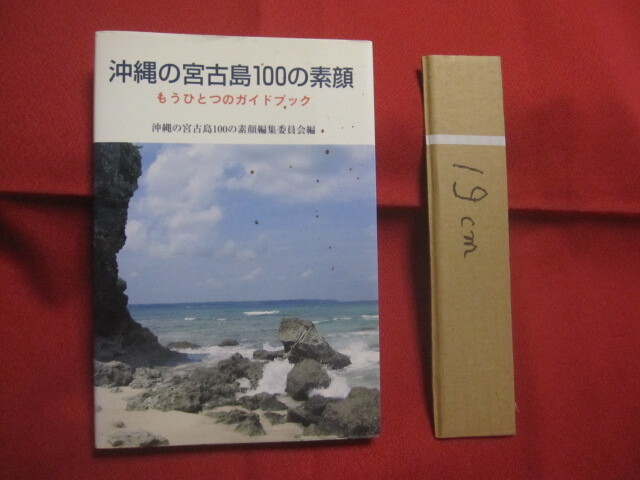 沖縄の宮古島100の素顔
もうひとつのガイドブック
沖縄の宮古島100の素顔編集委員会編
19cm